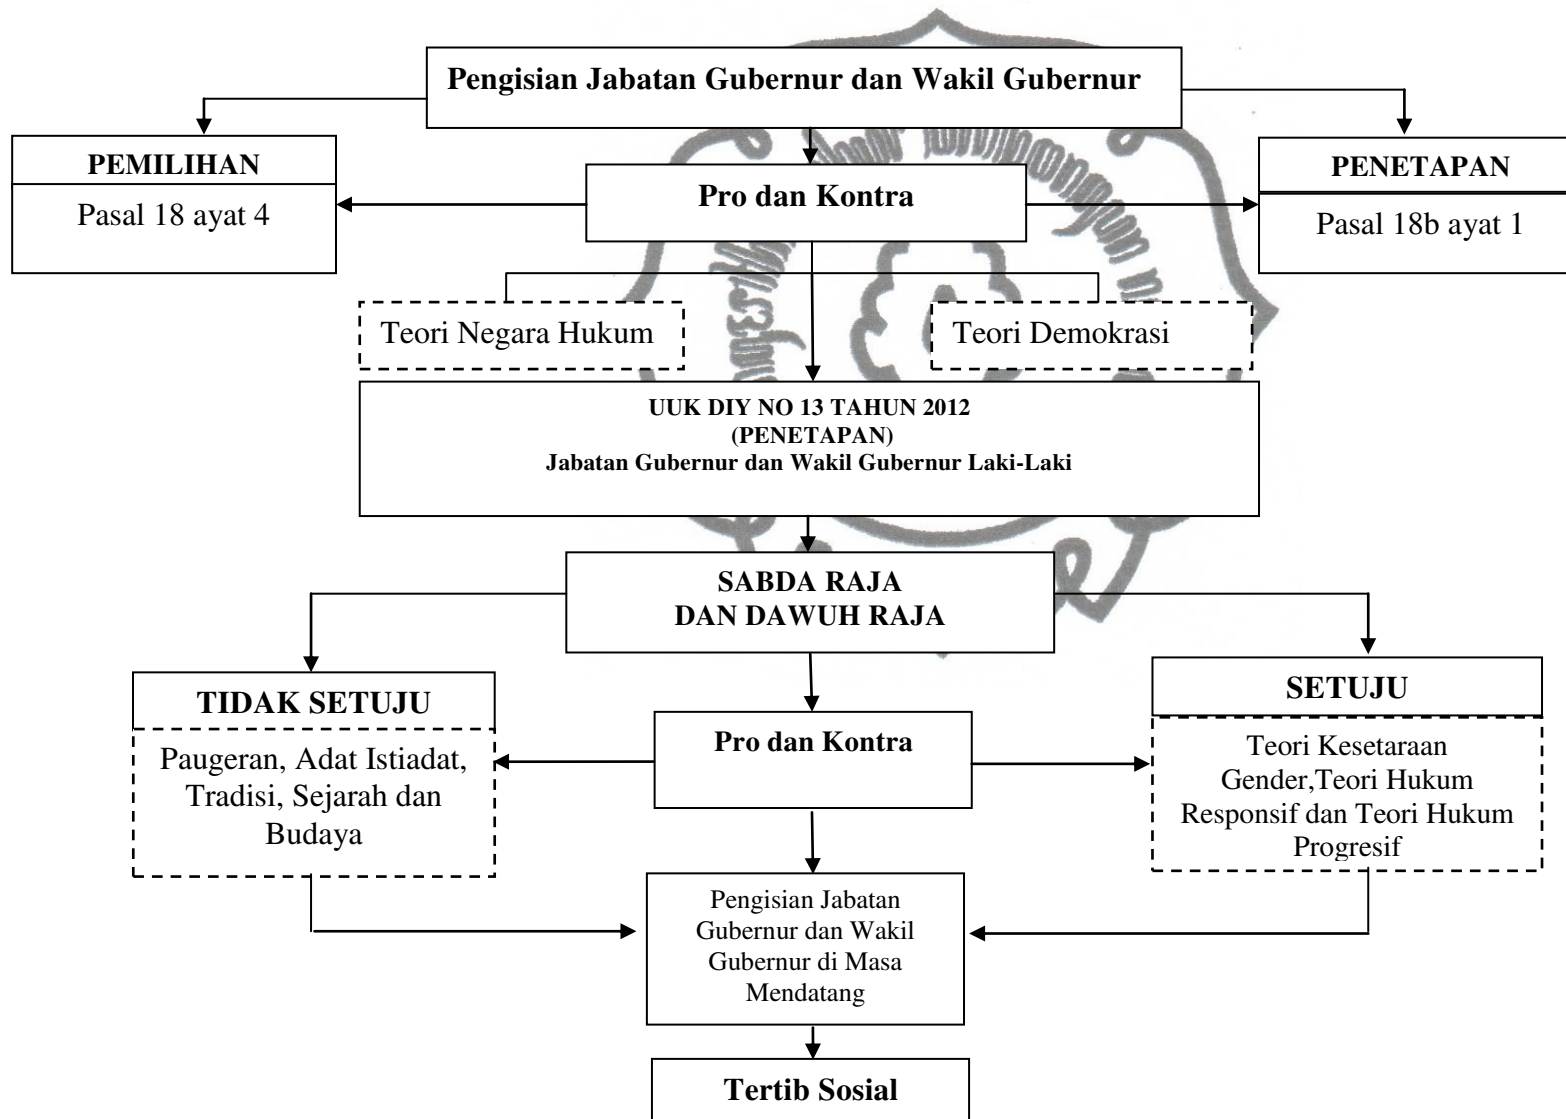 Pengisian Jabatan Gubernur dan Wakil Gubernur
PEMILIHAN
Pasal 18 ayat 4
Pro dan Kontra
PENETAPAN
Pasal 18b ayat 1
Teori Negara Hukum
Teori Demokrasi
UUK DIY NO 13 TAHUN 2012
(PENETAPAN)
Jabatan Gubernur dan Wakil Gubernur Laki-Laki
SABDA RAJA
DAN DAWUH RAJA
TIDAK SETUJU
Paugeran, Adat Istiadat,
Tradisi, Sejarah dan
Budaya
Pro dan Kontra
SETUJU
Teori Kesetaraan
Gender,Teori Hukum
Responsif dan Teori Hukum
Progresif
Pengisian Jabatan
Gubernur dan Wakil
Gubernur di Masa
Mendatang
Tertib Sosial